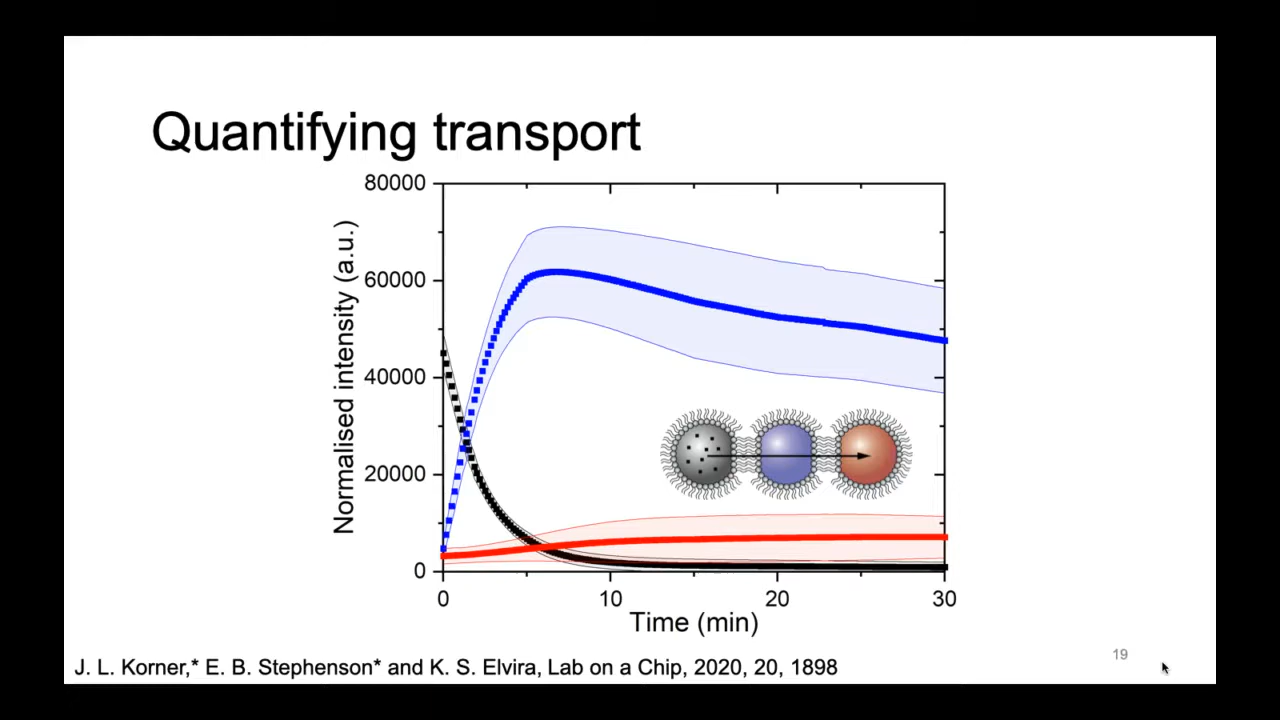 Quantifying transport
80000
60000
40000
20000
0
Normalised intensity (a.u.)
0 10 20 30
Time (min)
19
J. L. Korner,* E. B. Stephenson* and K. S. Elvira, Lab on a Chip, 2020, 20, 1898